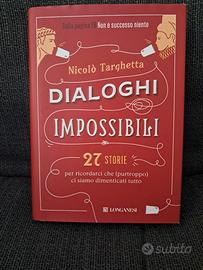 Dalla pagina FB Non è successo niente
Nicolò Targhetta
DIALOGHI
IMPOSSIBILI
27 STORIE
per ricordarci che (purtroppo)
ci siamo dimenticati tutto
LONGANESI
subito